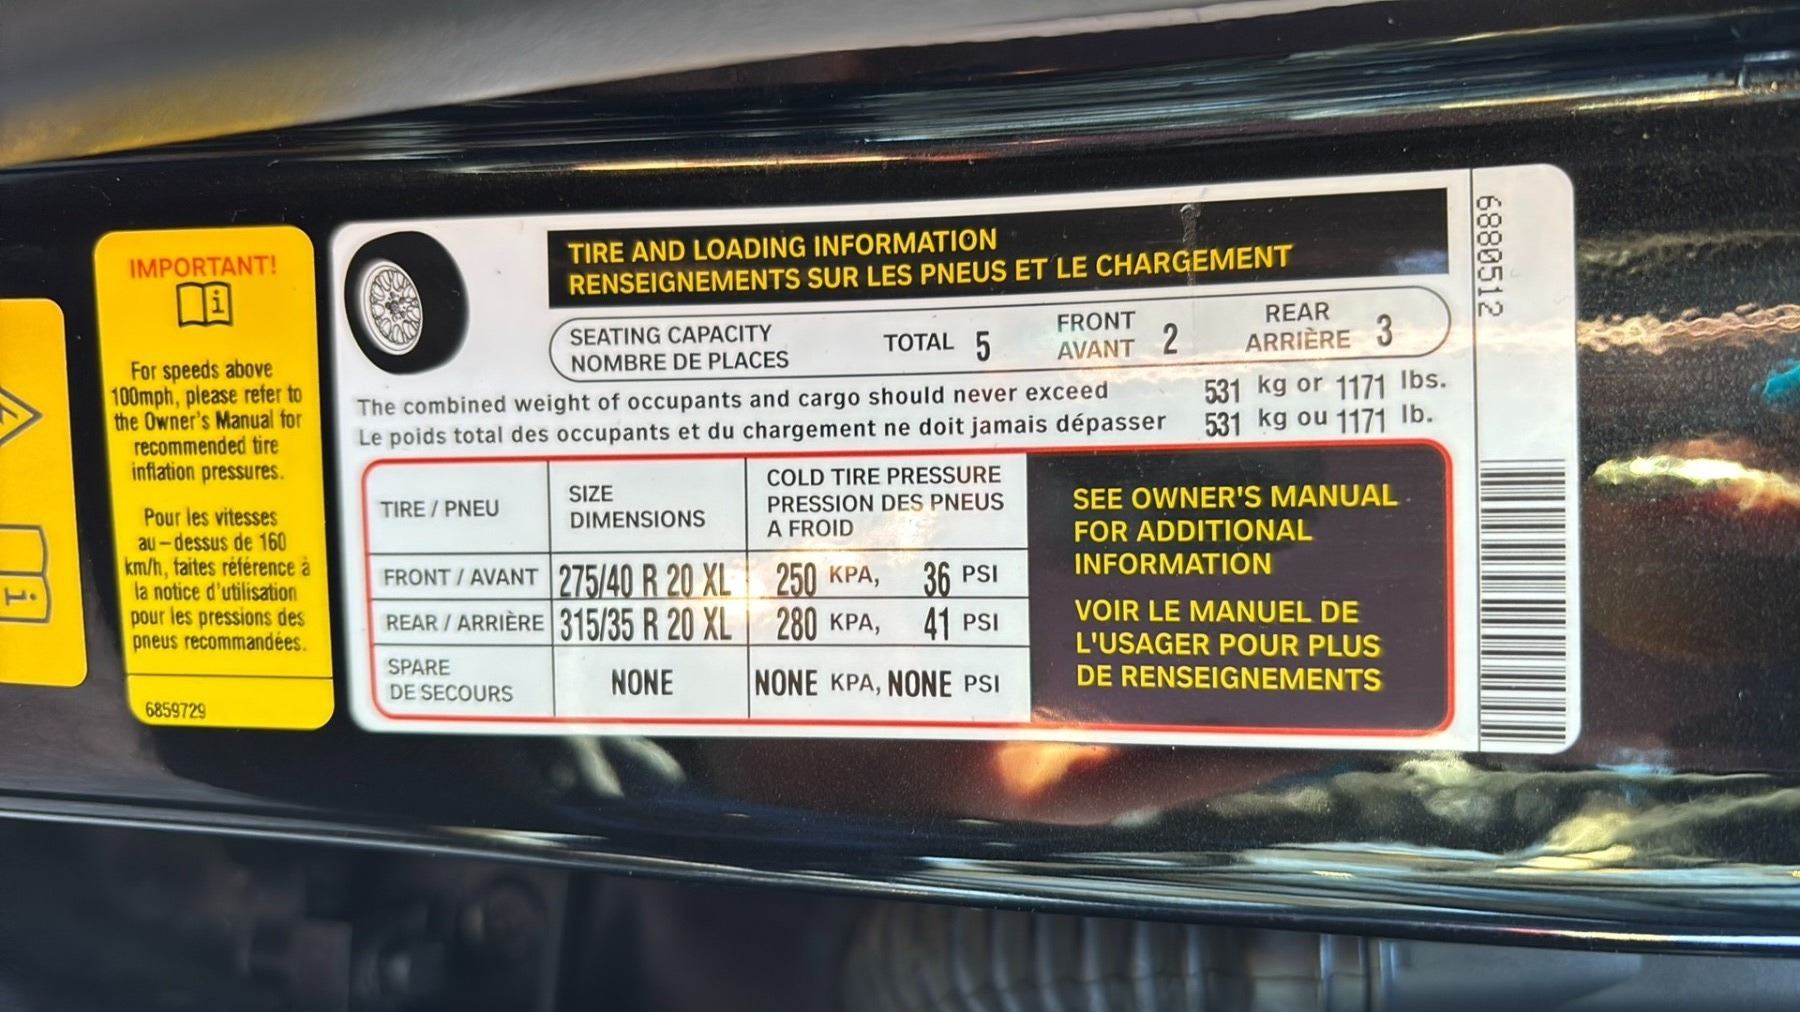 IMPORTANT!
i
For speeds above
100mph, please refer to
the Owner's Manual for
recommended tire
inflation pressures.
Pour les vitesses
au-dessus de 160
km/h, faites référence à
la notice d'utilisation
pour les pressions des
pneus recommandées.
6859729
i
TIRE AND LOADING INFORMATION
RENSEIGNEMENTS SUR LES PNEUS ET LE CHARGEMENT
SEATING CAPACITY
NOMBRE DE PLACES
TOTAL 5
FRONT
AVANT 2
REAR
ARRIÈRE 3
The combined weight of occupants and cargo should never exceed 531 kg or 1171 lbs.
Le poids total des occupants et du chargement ne doit jamais dépasser 531 kg ou 1171 lb.
TIRE / PNEU
SIZE
DIMENSIONS
COLD TIRE PRESSURE
PRESSION DES PNEUS
A FROID
FRONT / AVANT 275/40 R 20 XL 250 KPA, 36 PSI
REAR / ARRIÈRE 315/35 R 20 XL 280 KPA, 41 PSI
SPARE
DE SECOURS
NONE NONE KPA, NONE PSI
SEE OWNER'S MANUAL
FOR ADDITIONAL
INFORMATION
VOIR LE MANUEL DE
L'USAGER POUR PLUS
DE RENSEIGNEMENTS
6880512